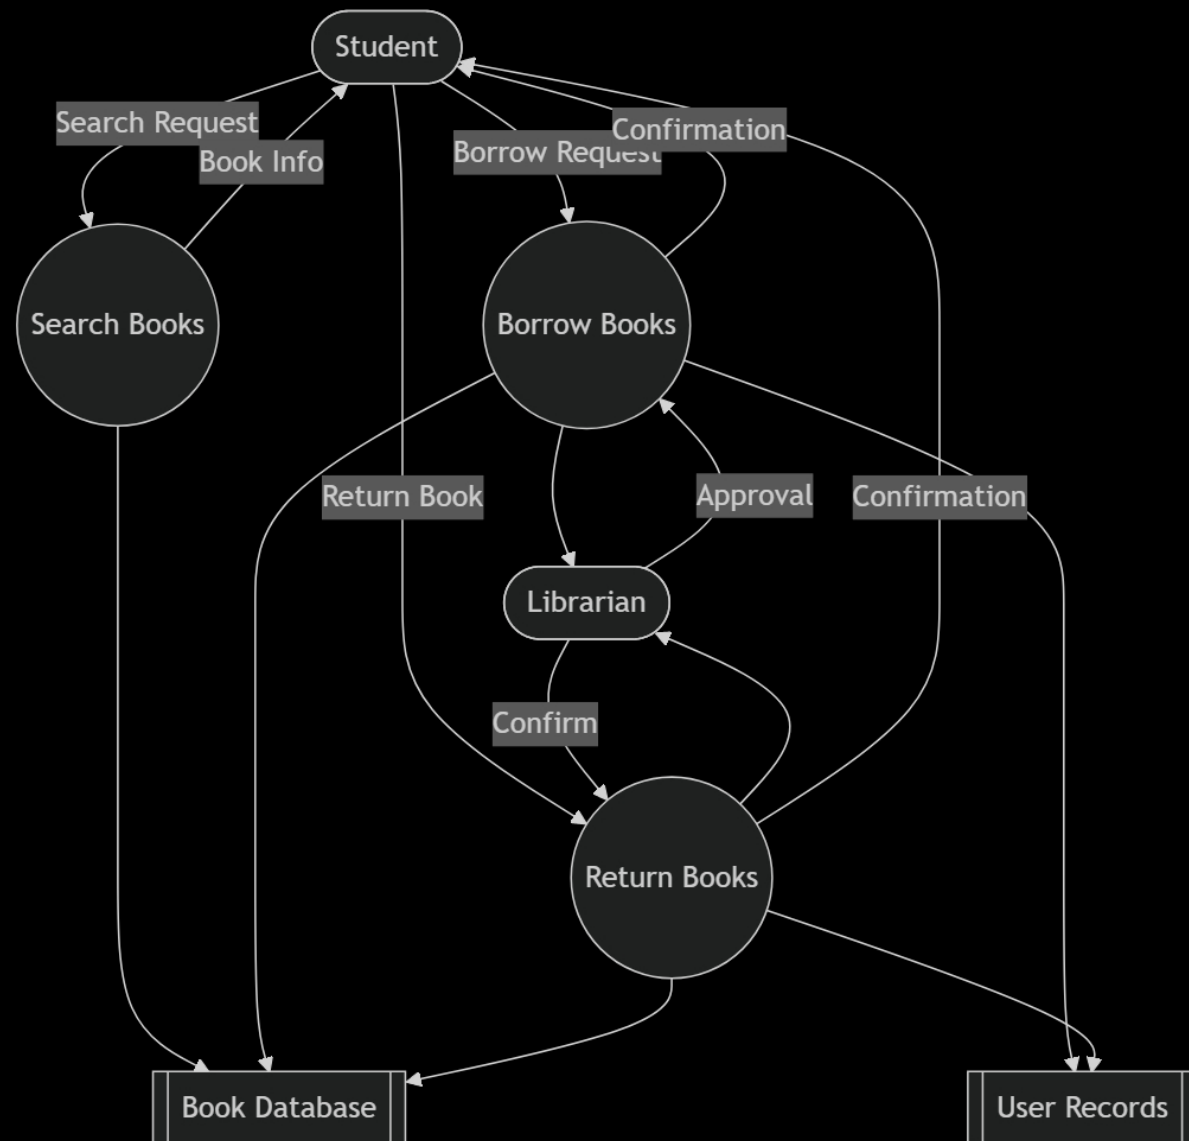 Student
Search Request
Book Info
Borrow Request
Confirmation
Search Books
Borrow Books
Return Book
Approval
Confirmation
Librarian
Confirm
Return Books
Book Database
User Records